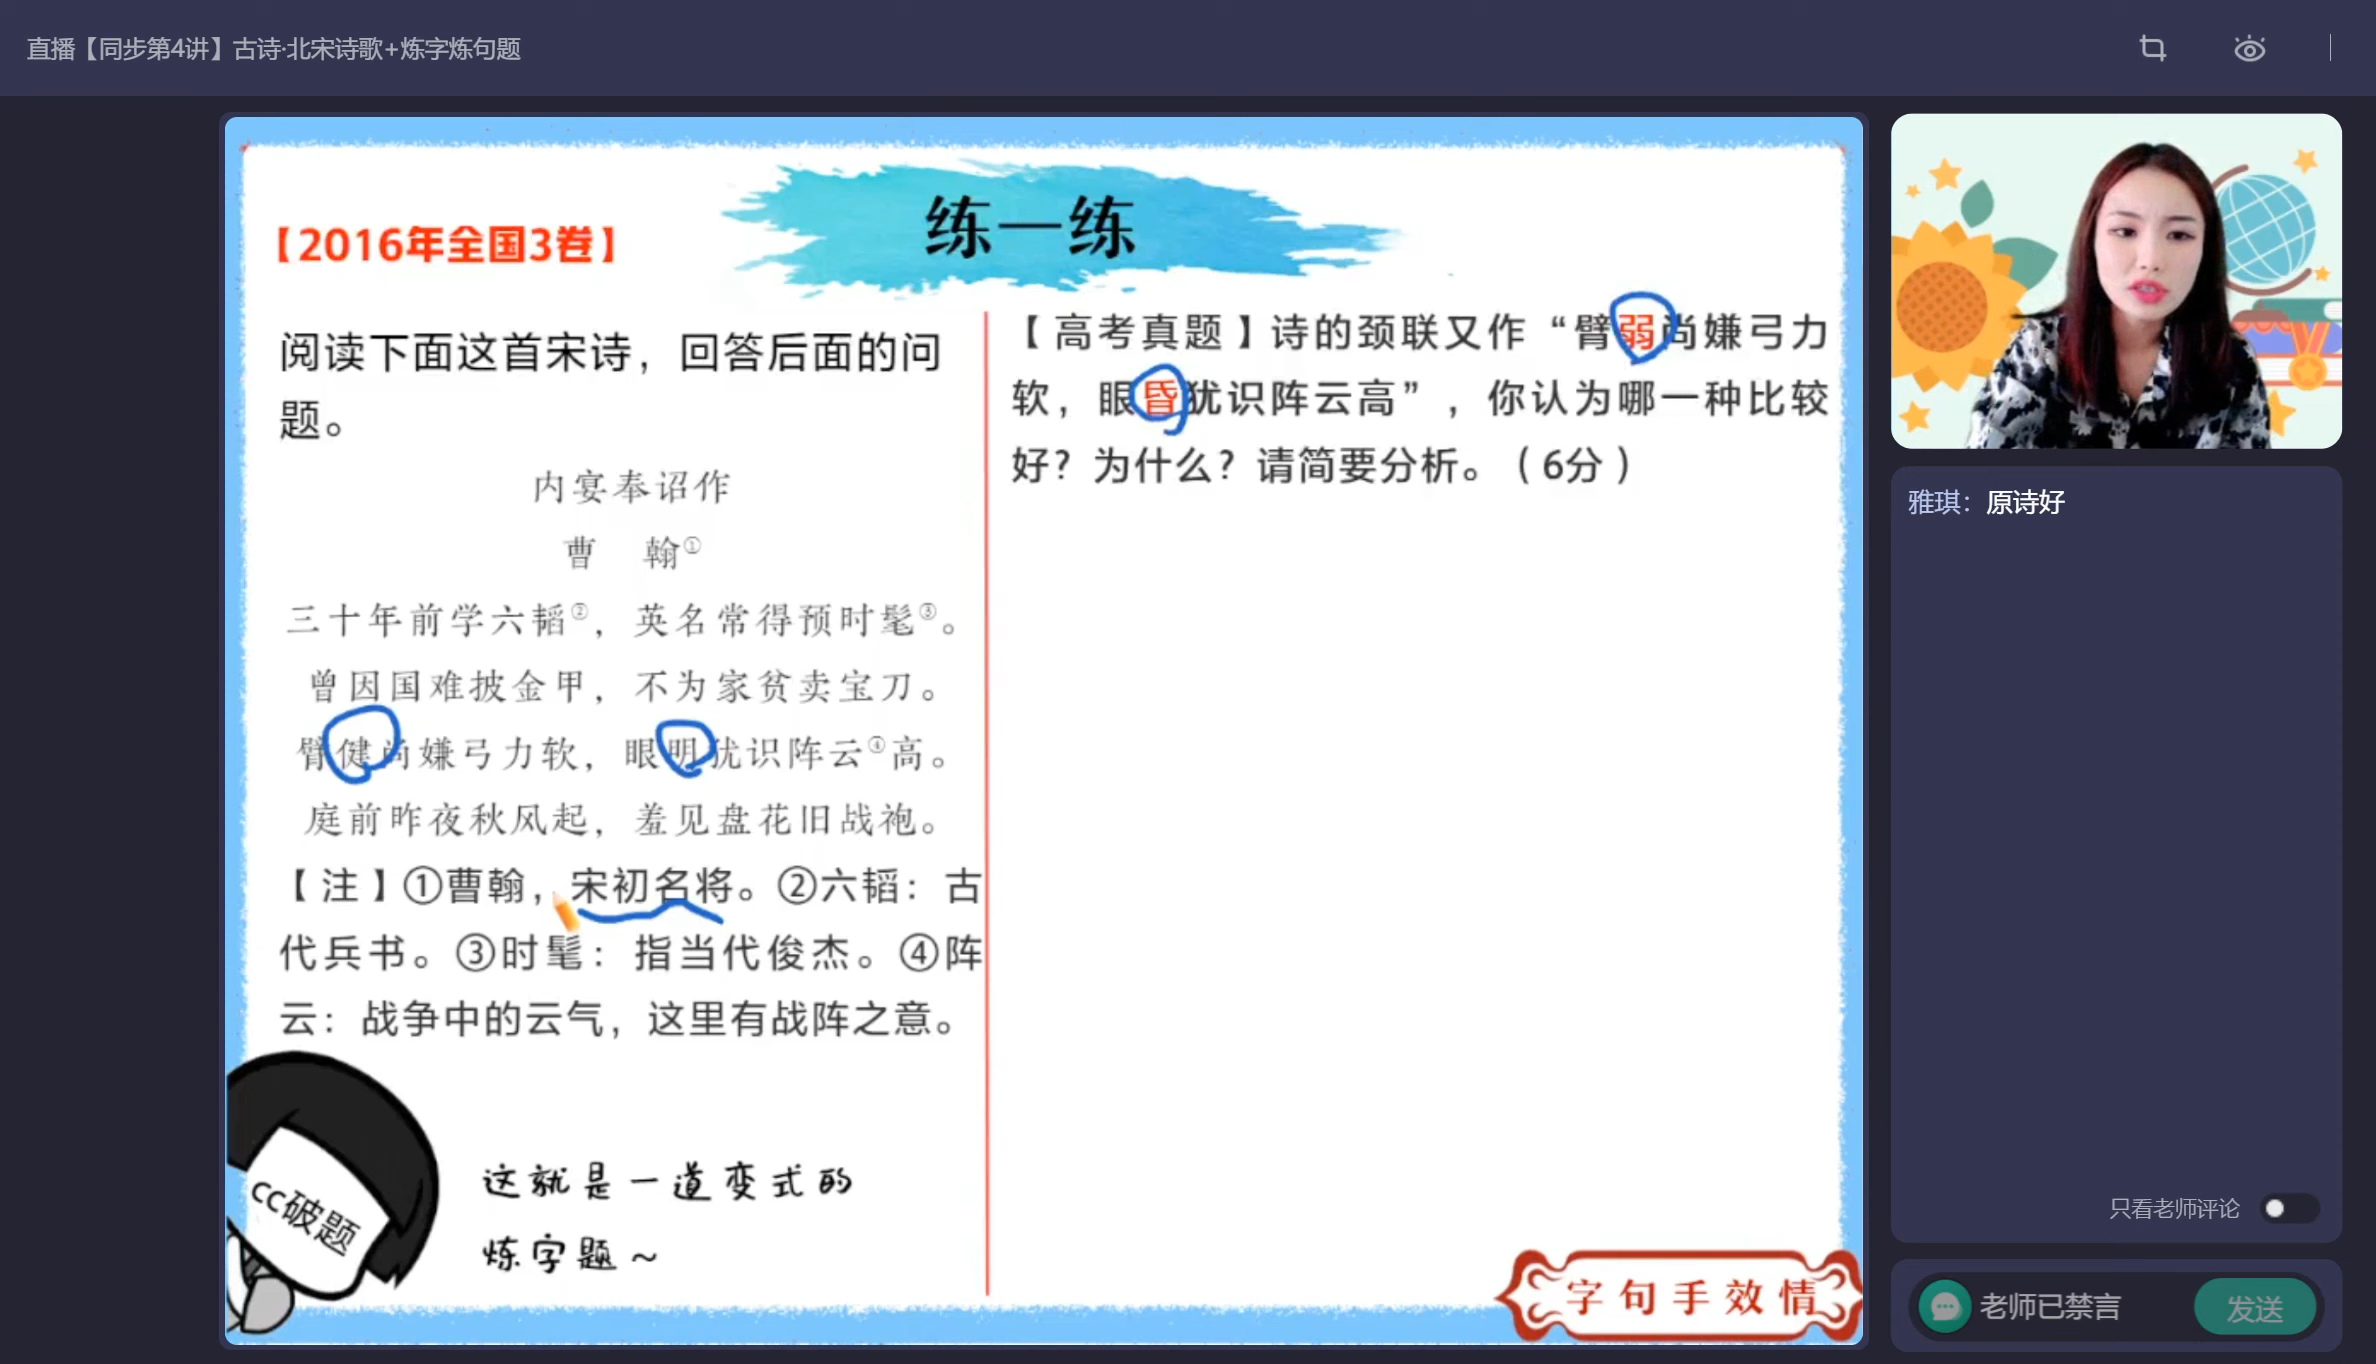 直播【同步第4讲】古诗·北宋诗歌+炼字炼句题
练一练
【2016年全国3卷】
阅读下面这首宋诗，回答后面的问
题。
内宴奉诏作
曹 翰①
三十年前学六韬②，英名常得预时髦③。
曾因国难披金甲，不为家贫卖宝刀。
臂健尚嫌弓力软，眼明犹识阵云④高。
庭前昨夜秋风起，羞见盘花旧战袍。
【注】①曹翰，宋初名将。②六韬：古
代兵书。③时髦：指当代俊杰。④阵
云：战争中的云气，这里有战阵之意。
cc破题
这就是一道变式的
炼字题~
【高考真题】诗的颈联又作“臂弱尚嫌弓力
软，眼昏犹识阵云高”，你认为哪一种比较
好？为什么？请简要分析。（6分）
字句手效情
雅琪：原诗好
只看老师评论
老师已禁言
发送